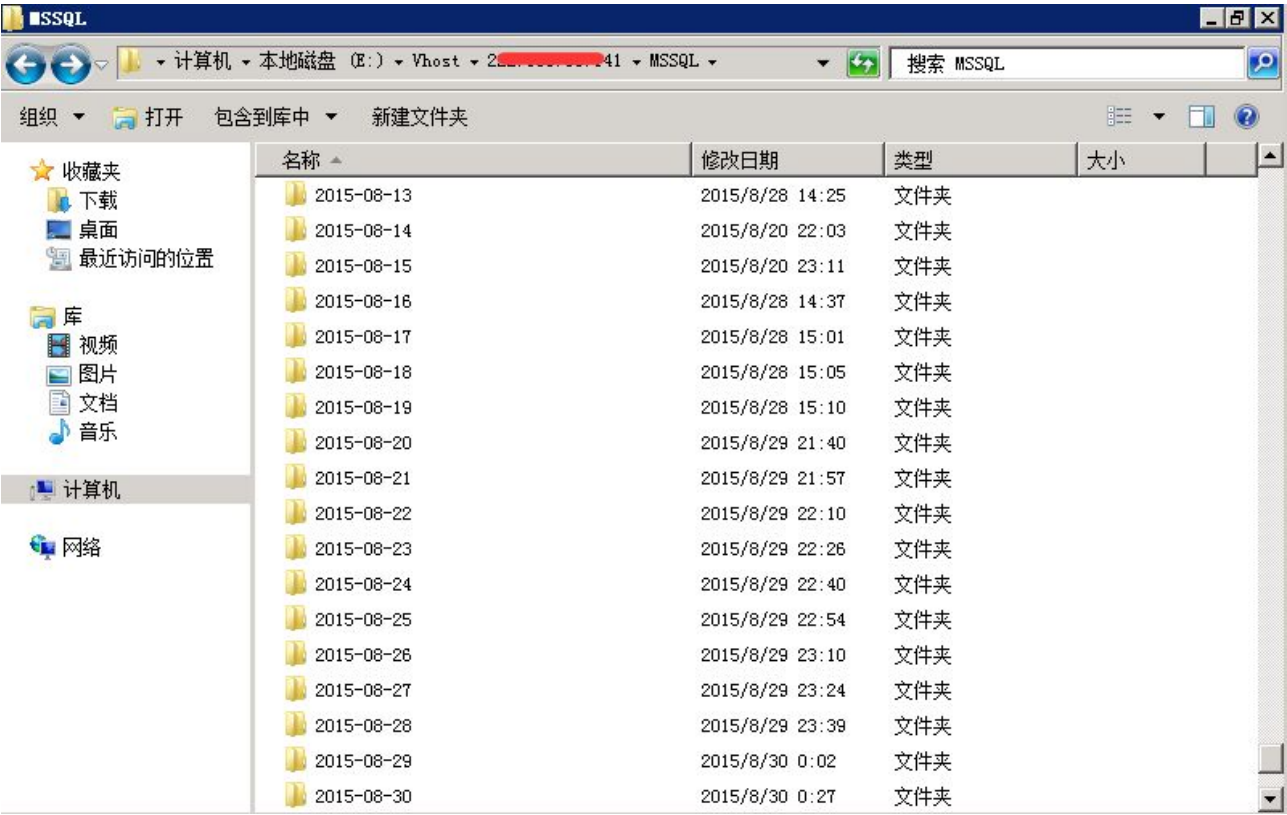 MSSQL
计算机 本地磁盘 (E:) Vhost 2 41 MSSQL 搜索 MSSQL
组织 打开 包含到库中 新建文件夹
收藏夹
下载
桌面
最近访问的位置
库
视频
图片
文档
音乐
计算机
网络
名称 修改日期 类型 大小
2015-08-13 2015/8/28 14:25 文件夹
2015-08-14 2015/8/20 22:03 文件夹
2015-08-15 2015/8/20 23:11 文件夹
2015-08-16 2015/8/28 14:37 文件夹
2015-08-17 2015/8/28 15:01 文件夹
2015-08-18 2015/8/28 15:05 文件夹
2015-08-19 2015/8/28 15:10 文件夹
2015-08-20 2015/8/29 21:40 文件夹
2015-08-21 2015/8/29 21:57 文件夹
2015-08-22 2015/8/29 22:10 文件夹
2015-08-23 2015/8/29 22:26 文件夹
2015-08-24 2015/8/29 22:40 文件夹
2015-08-25 2015/8/29 22:54 文件夹
2015-08-26 2015/8/29 23:10 文件夹
2015-08-27 2015/8/29 23:24 文件夹
2015-08-28 2015/8/29 23:39 文件夹
2015-08-29 2015/8/30 0:02 文件夹
2015-08-30 2015/8/30 0:27 文件夹